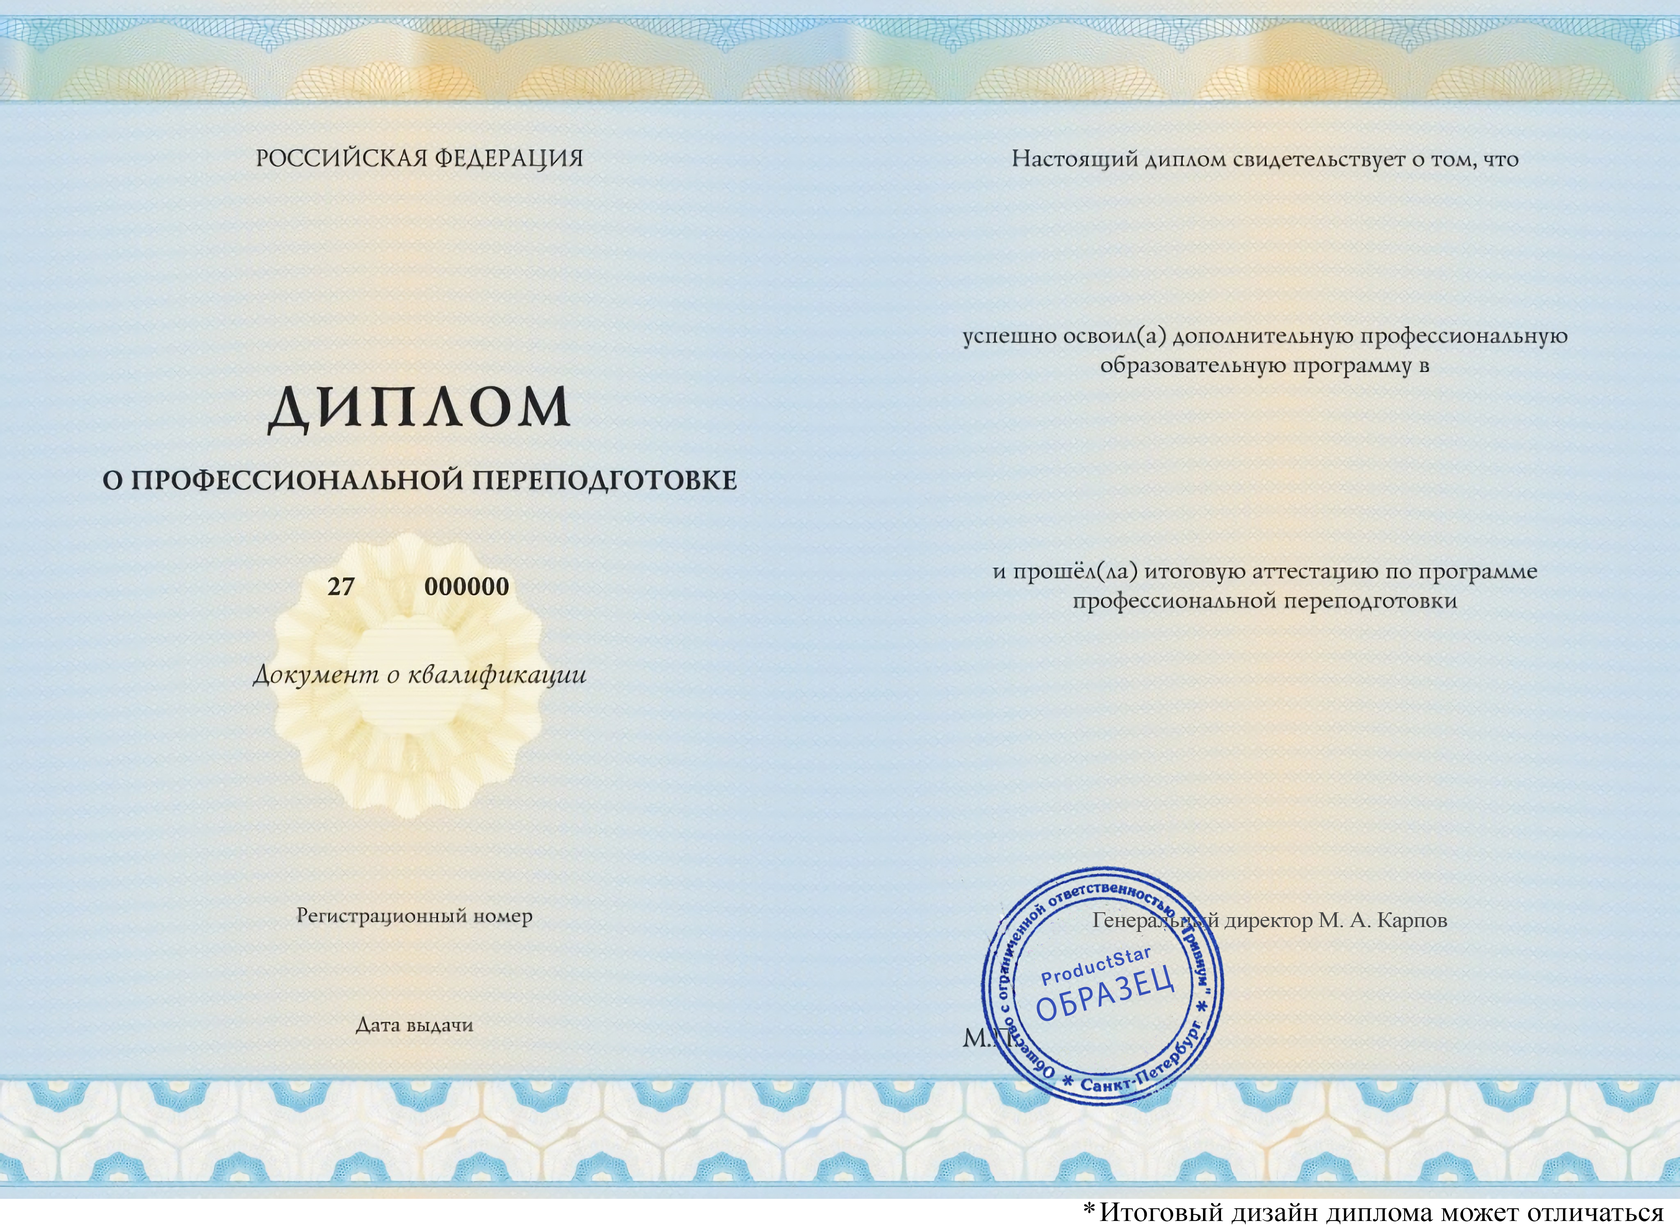 РОССИЙСКАЯ ФЕДЕРАЦИЯ
ДИПЛОМ
О ПРОФЕССИОНАЛЬНОЙ ПЕРЕПОДГОТОВКЕ
27 000000
Документ о квалификации
Регистрационный номер
Дата выдачи
Настоящий диплом свидетельствует о том, что
успешно освоил(а) дополнительную профессиональную
образовательную программу в
и прошёл(ла) итоговую аттестацию по программе
профессиональной переподготовки
Генеральный директор М. А. Карпов
М.П.
Общество с ограниченной ответственностью "Тривиум" * Санкт-Петербург *
ProductStar
ОБРАЗЕЦ
*Итоговый дизайн диплома может отличаться